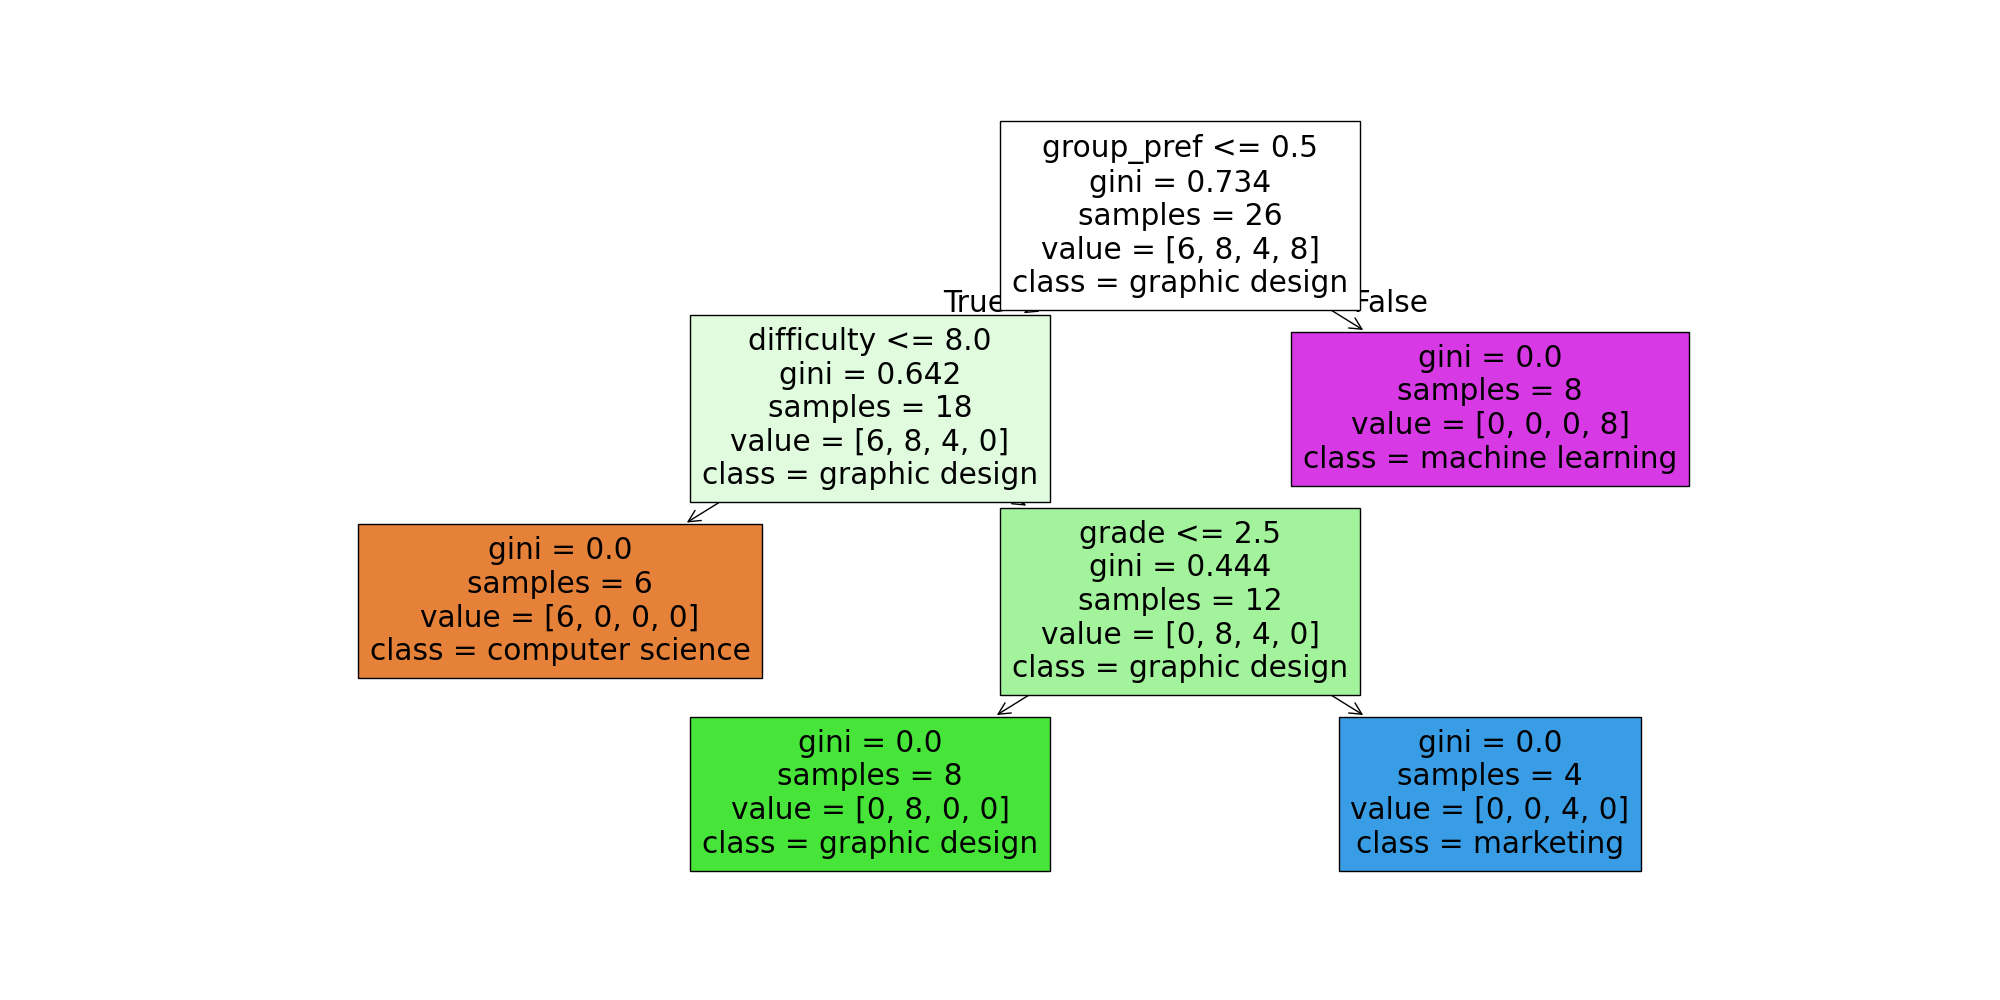 group_pref <= 0.5
gini = 0.734
samples = 26
value = [6, 8, 4, 8]
class = graphic design
True
False
difficulty <= 8.0
gini = 0.642
samples = 18
value = [6, 8, 4, 0]
class = graphic design
gini = 0.0
samples = 8
value = [0, 0, 0, 8]
class = machine learning
gini = 0.0
samples = 6
value = [6, 0, 0, 0]
class = computer science
grade <= 2.5
gini = 0.444
samples = 12
value = [0, 8, 4, 0]
class = graphic design
gini = 0.0
samples = 8
value = [0, 8, 0, 0]
class = graphic design
gini = 0.0
samples = 4
value = [0, 0, 4, 0]
class = marketing